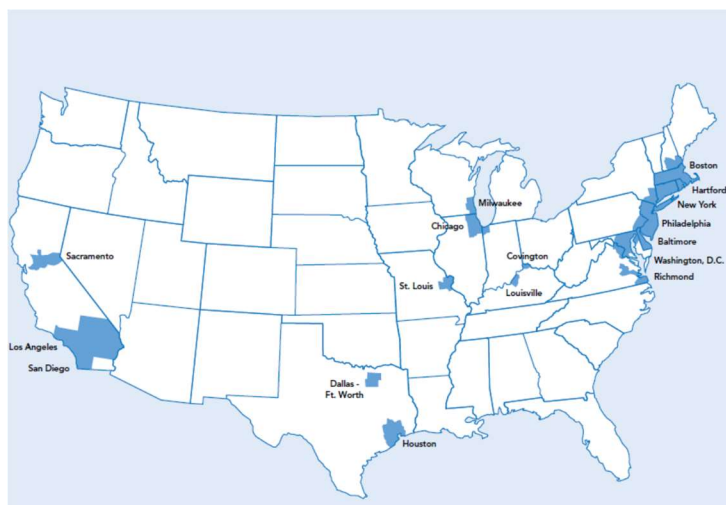 Boston
Hartford
New York
Philadelphia
Baltimore
Washington, D.C.
Richmond
Milwaukee
Chicago
Covington
Louisville
St. Louis
Sacramento
Los Angeles
San Diego
Dallas -
Ft. Worth
Houston